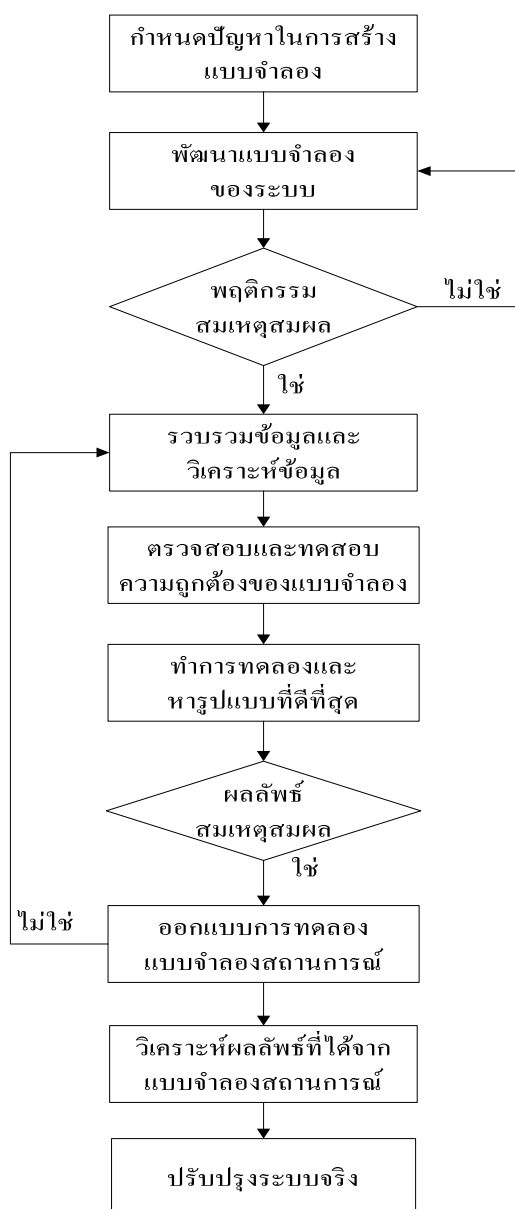 กำหนดปัญหาในการสร้าง
แบบจำลอง
พัฒนาแบบจำลอง
ของระบบ
พฤติกรรม
สมเหตุสมผล
ไม่ใช่
ใช่
รวบรวมข้อมูลและ
วิเคราะห์ข้อมูล
ตรวจสอบและทดสอบ
ความถูกต้องของแบบจำลอง
ทำการทดลองและ
หารูปแบบที่ดีที่สุด
ผลลัพธ์
สมเหตุสมผล
ใช่
ไม่ใช่
ออกแบบการทดลอง
แบบจำลองสถานการณ์
วิเคราะห์ผลลัพธ์ที่ได้จาก
แบบจำลองสถานการณ์
ปรับปรุงระบบจริง